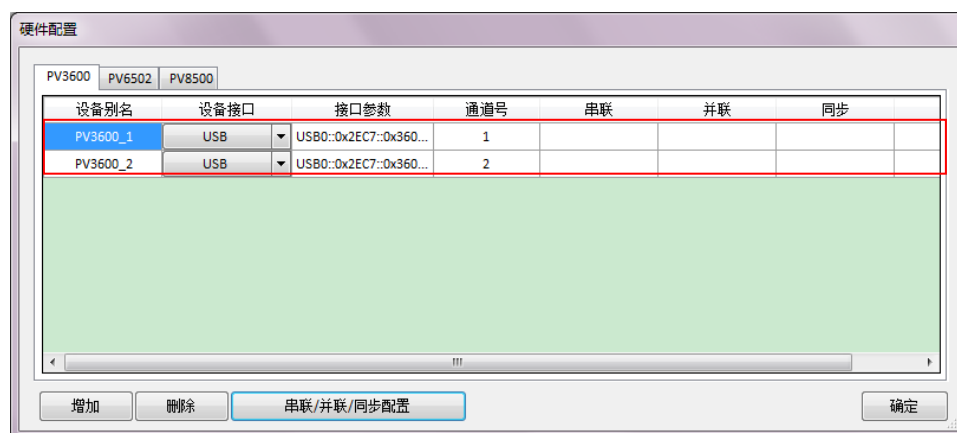 硬件配置
PV3600 PV6502 PV8500
设备别名 设备接口 接口参数 通道号 串联 并联 同步
PV3600_1 USB USB0::0x2EC7::0x360... 1
PV3600_2 USB USB0::0x2EC7::0x360... 2
增加 删除 串联/并联/同步配置 确定